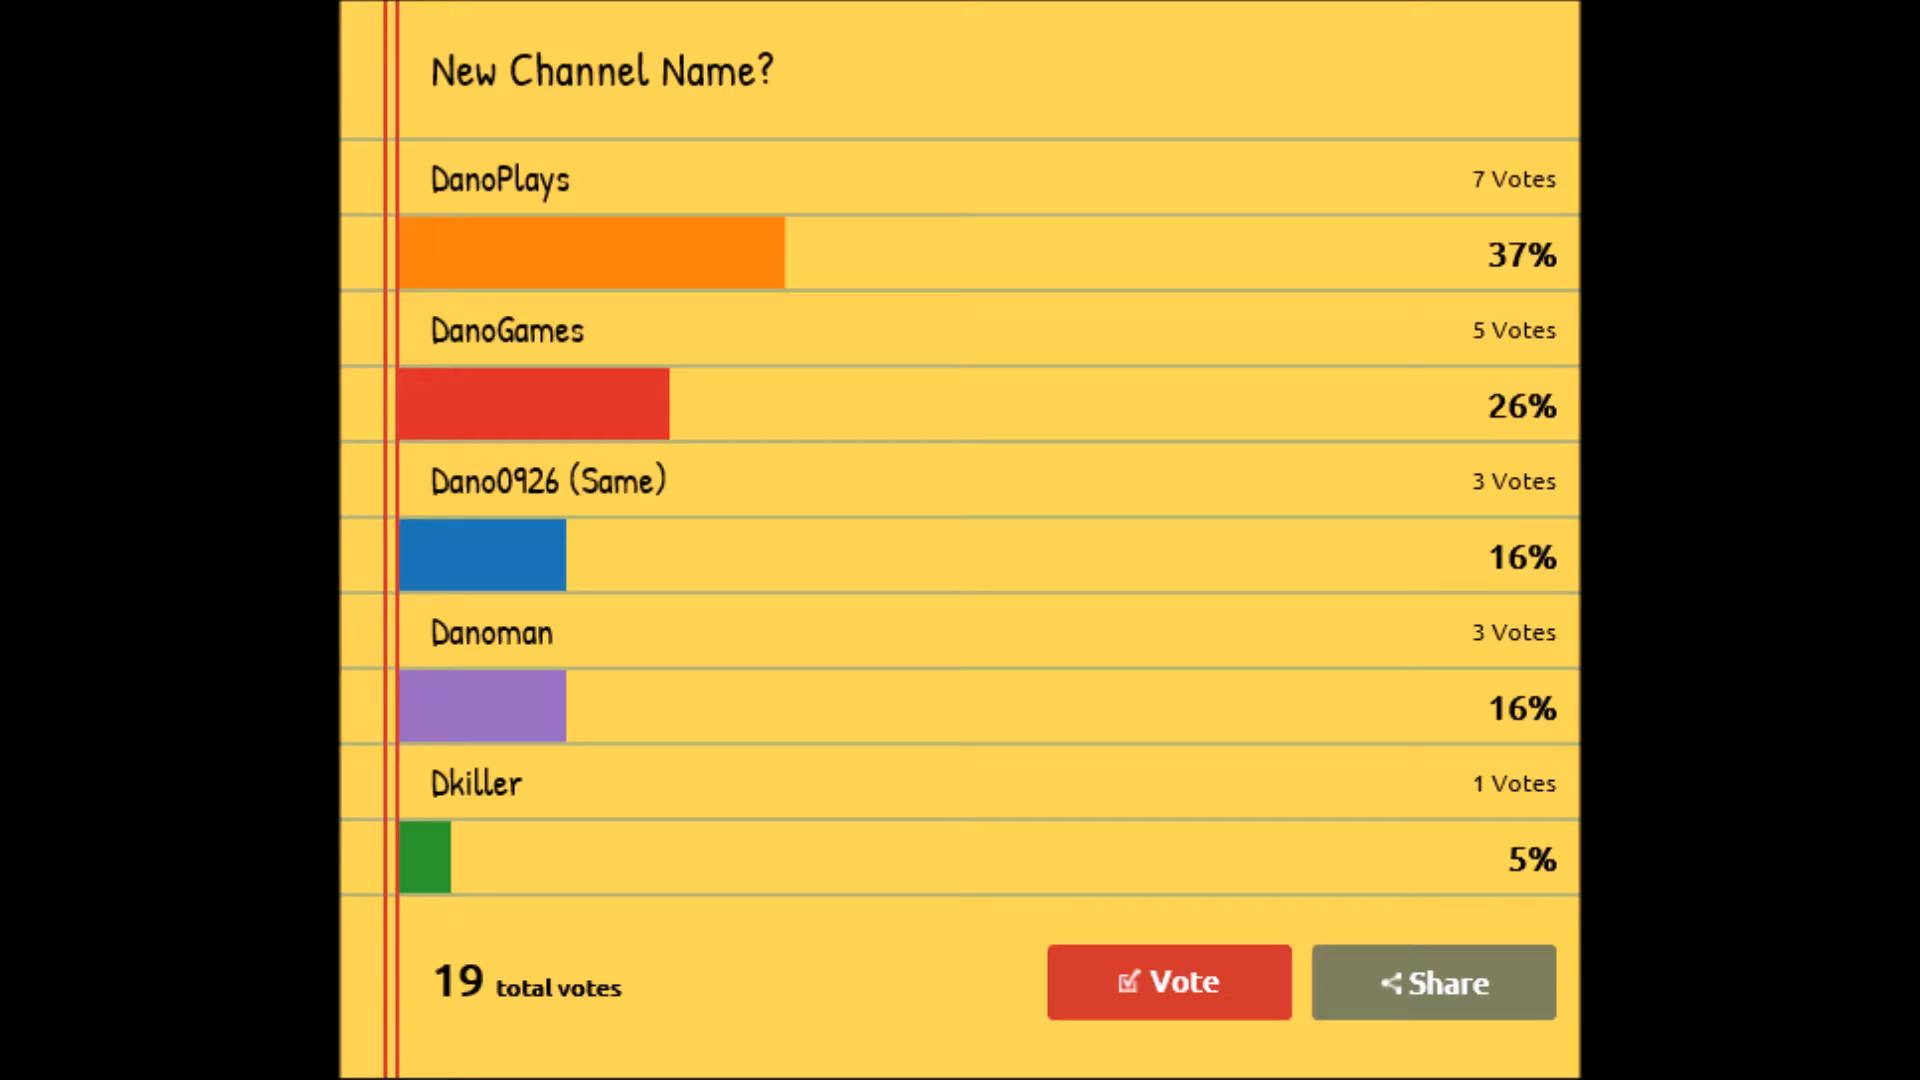 New Channel Name?
DanoPlays 7 Votes
37%
DanoGames 5 Votes
26%
Dano0926 (Same) 3 Votes
16%
Danoman 3 Votes
16%
Dkiller 1 Votes
5%
19 total votes Vote Share